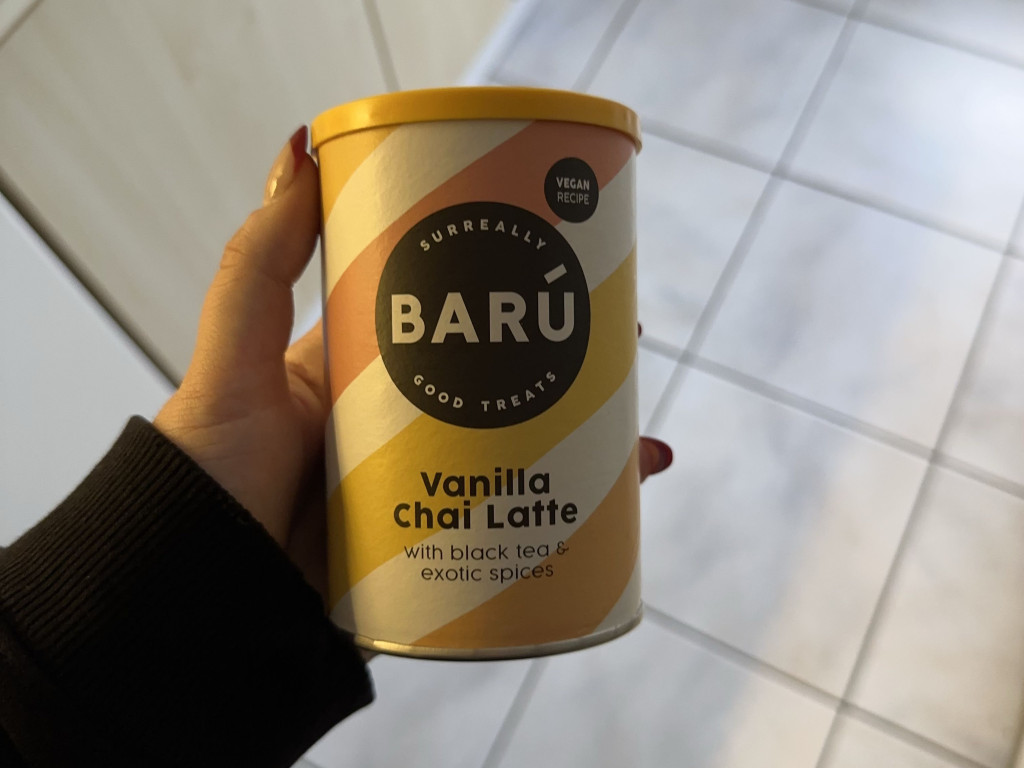 VEGAN
RECIPE
SURREALLY
BARÚ
GOOD TREATS
Vanilla
Chai Latte
with black tea &
exotic spices